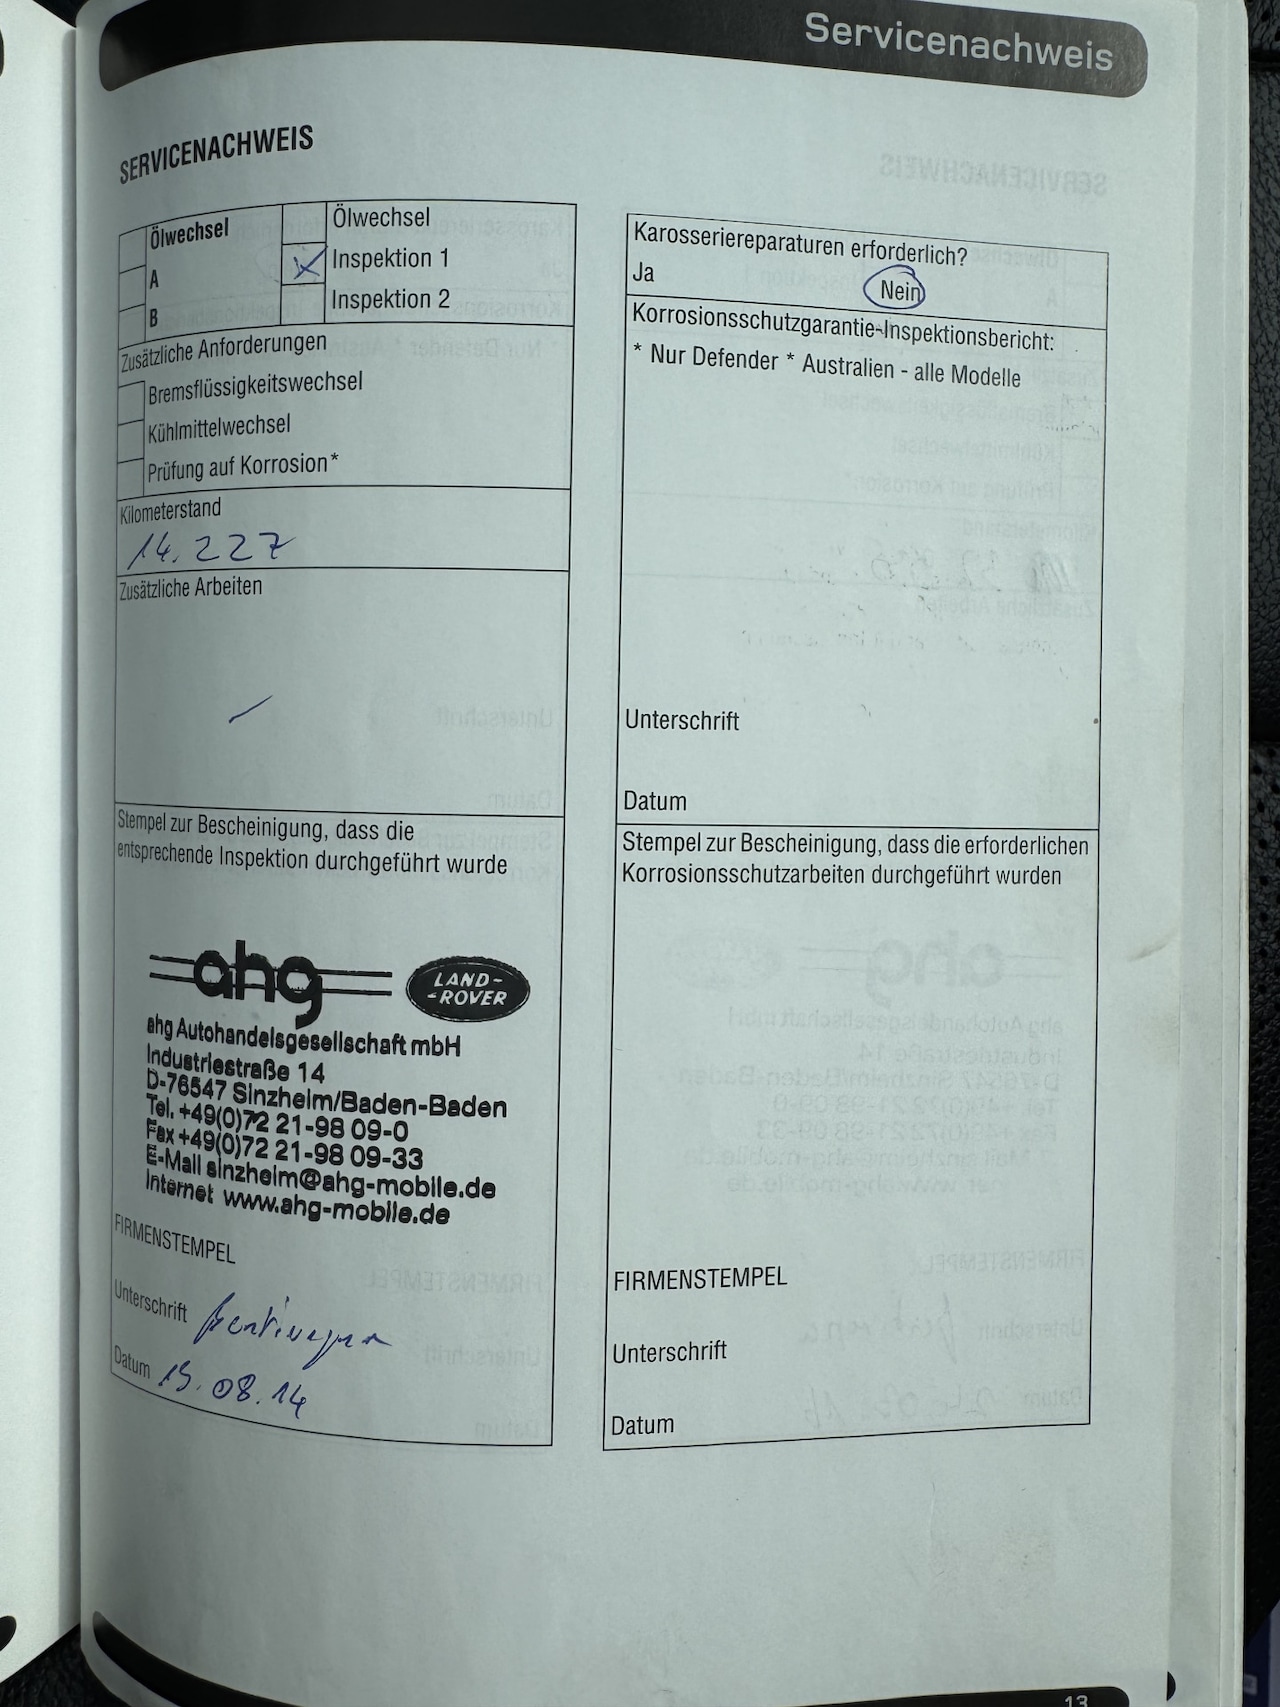 Servicenachweis
SERVICENACHWEIS
Ölwechsel
A
B
Ölwechsel
Inspektion 1
Inspektion 2
Zusätzliche Anforderungen
Bremsflüssigkeitswechsel
Kühlmittelwechsel
Prüfung auf Korrosion*
Kilometerstand
14.227
Zusätzliche Arbeiten
Stempel zur Bescheinigung, dass die
entsprechende Inspektion durchgeführt wurde
ahg
LAND-
-ROVER
ahg Autohandelsgesellschaft mbH
Industriestraße 14
D-76547 Sinzheim/Baden-Baden
Tel. +49(0)72 21-98 09-0
Fax +49(0)72 21-98 09-33
E-Mail sinzheim@ahg-mobile.de
Internet www.ahg-mobile.de
FIRMENSTEMPEL
Unterschrift
Datum 19.08.14
Karosseriereparaturen erforderlich?
Ja Nein
Korrosionsschutzgarantie-Inspektionsbericht:
* Nur Defender * Australien - alle Modelle
Unterschrift
Datum
Stempel zur Bescheinigung, dass die erforderlichen
Korrosionsschutzarbeiten durchgeführt wurden
FIRMENSTEMPEL
Unterschrift
Datum
13